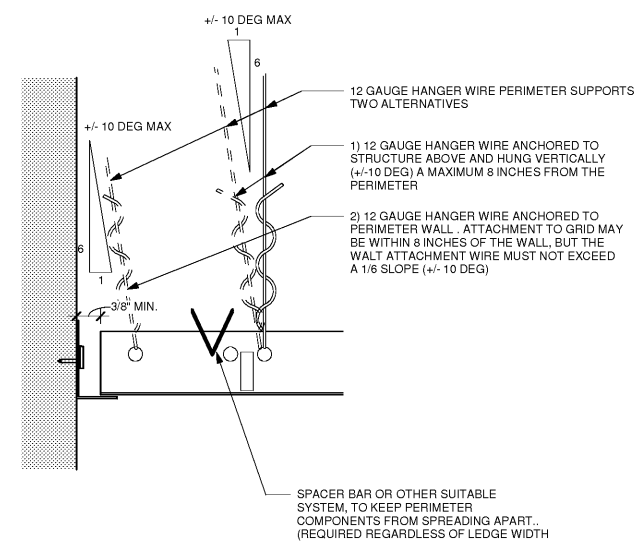 +/- 10 DEG MAX
1
6
12 GAUGE HANGER WIRE PERIMETER SUPPORTS
TWO ALTERNATIVES
+/- 10 DEG MAX
1) 12 GAUGE HANGER WIRE ANCHORED TO
STRUCTURE ABOVE AND HUNG VERTICALLY
(+/-10 DEG) A MAXIMUM 8 INCHES FROM THE
PERIMETER
2) 12 GAUGE HANGER WIRE ANCHORED TO
PERIMETER WALL . ATTACHMENT TO GRID MAY
BE WITHIN 8 INCHES OF THE WALL, BUT THE
WALT ATTACHMENT WIRE MUST NOT EXCEED
A 1/6 SLOPE (+/- 10 DEG)
6
1
3/8" MIN.
SPACER BAR OR OTHER SUITABLE
SYSTEM, TO KEEP PERIMETER
COMPONENTS FROM SPREADING APART..
(REQUIRED REGARDLESS OF LEDGE WIDTH